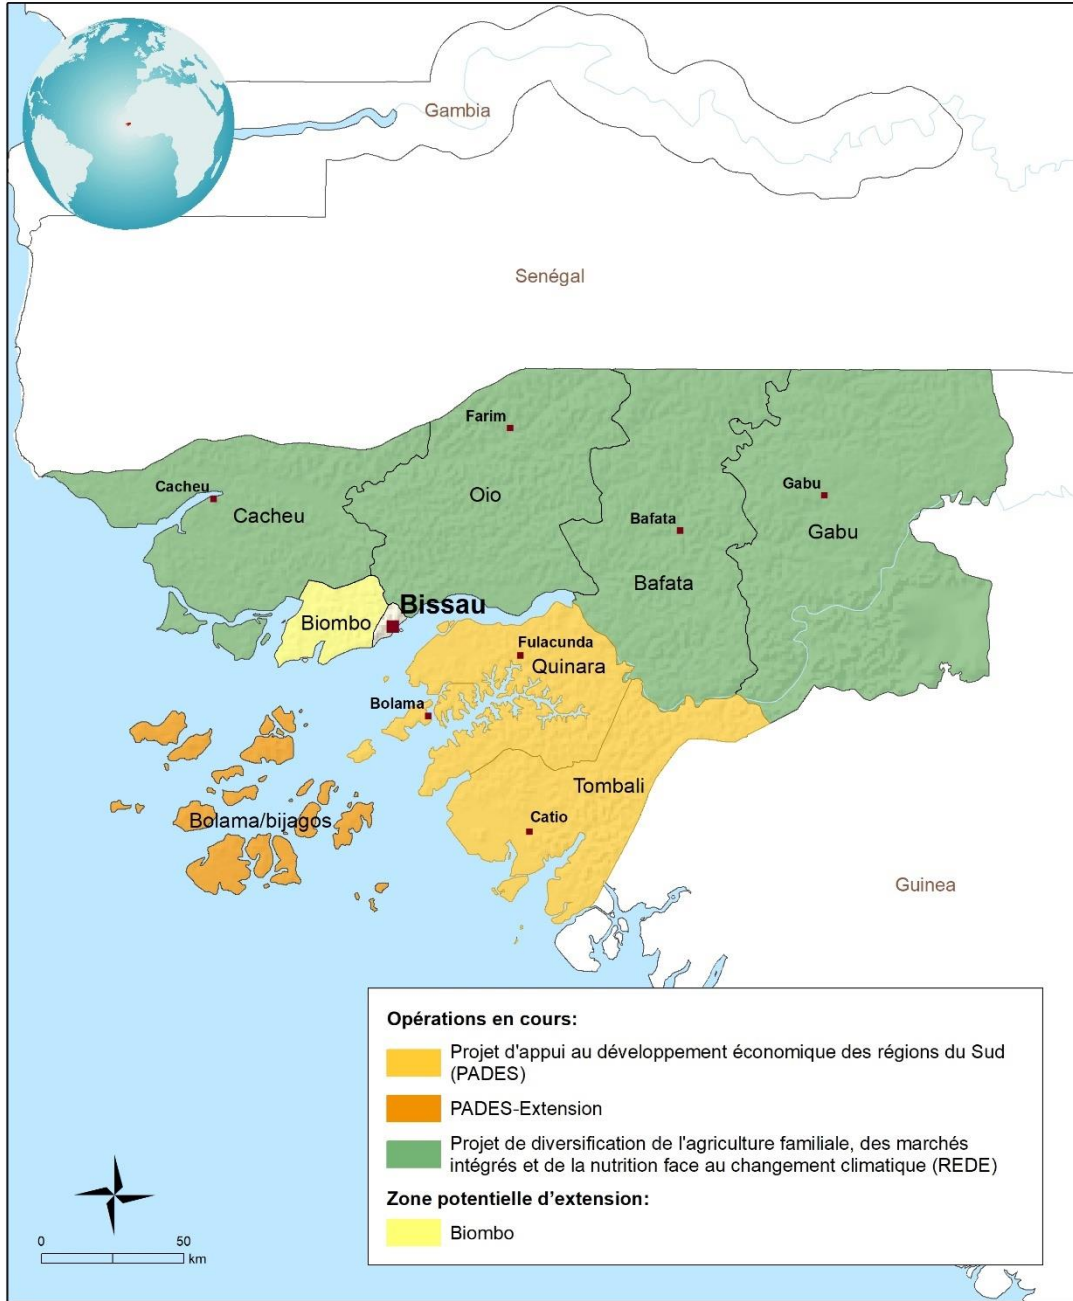 Gambia
Senégal
Farim
Cacheu
Oio
Gabu
Cacheu
Bafata
Gabu
Bafata
Bissau
Biombo
Fulacunda
Quinara
Bolama
Tombali
Bolama/bijagos
Catio
Guinea
Opérations en cours:
Projet d'appui au développement économique des régions du Sud
(PADES)
PADES-Extension
Projet de diversification de l'agriculture familiale, des marchés
intégrés et de la nutrition face au changement climatique (REDE)
Zone potentielle d’extension:
Biombo
0 50
km